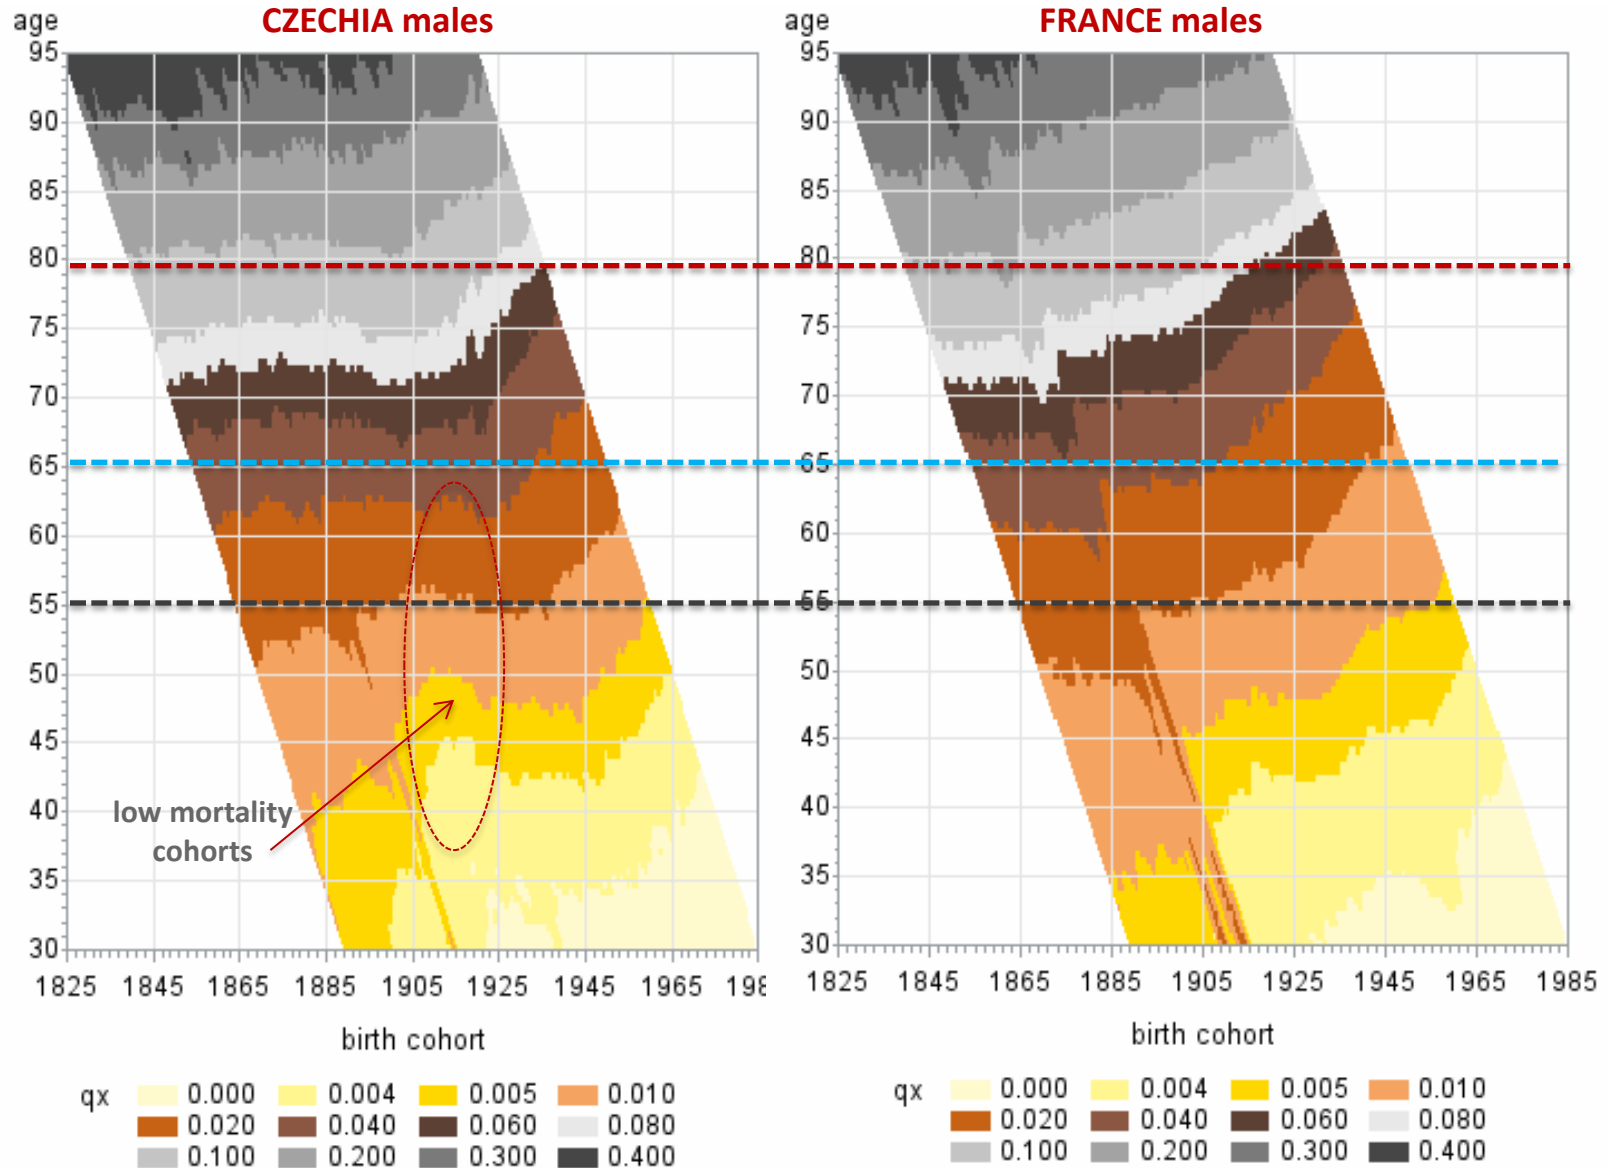 age
CZECHIA males
95
90
85
80
75
70
65
60
55
50
45
40
35
30
low mortality
cohorts
1825 1845 1865 1885 1905 1925 1945 1965 198
birth cohort
qx 0.000 0.004 0.005 0.010
0.020 0.040 0.060 0.080
0.100 0.200 0.300 0.400
age
FRANCE males
95
90
85
80
75
70
65
60
55
50
45
40
35
30
1825 1845 1865 1885 1905 1925 1945 1965 1985
birth cohort
qx 0.000 0.004 0.005 0.010
0.020 0.040 0.060 0.080
0.100 0.200 0.300 0.400